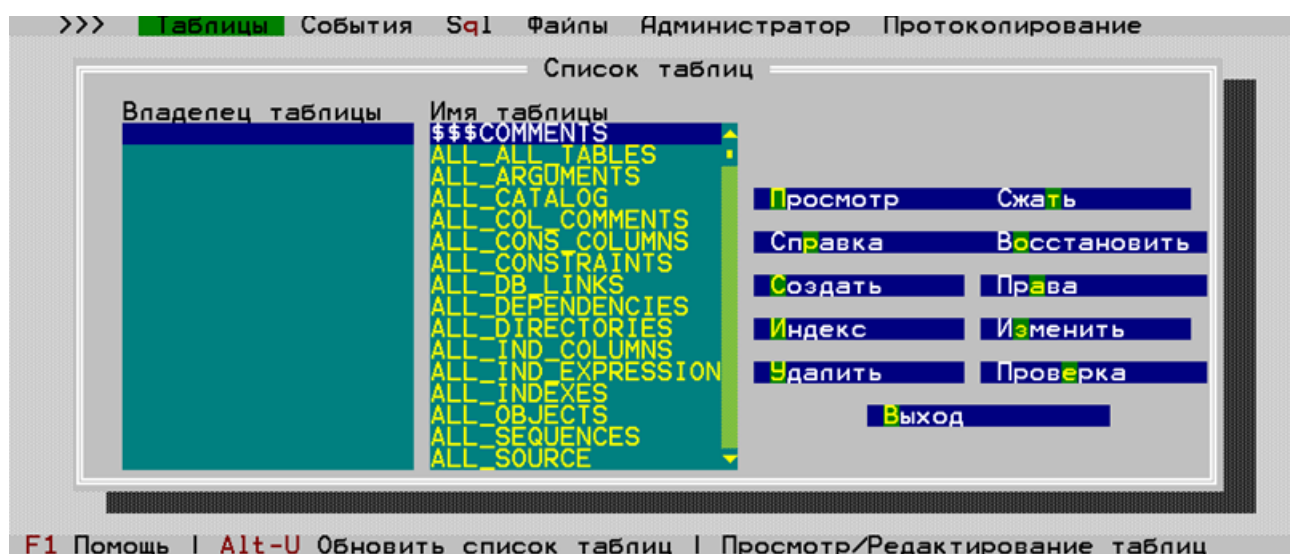 >>> Таблицы События Sql Файлы Администратор Протоколирование
Список таблиц
Владелец таблицы Имя таблицы
$$$COMMENTS
ALL_ALL_TABLES
ALL_ARGUMENTS
ALL_CATALOG
ALL_COL_COMMENTS
ALL_CONS_COLUMNS
ALL_CONSTRAINTS
ALL_DB_LINKS
ALL_DEPENDENCIES
ALL_DIRECTORIES
ALL_IND_COLUMNS
ALL_IND_EXPRESSION
ALL_INDEXES
ALL_OBJECTS
ALL_SEQUENCES
ALL_SOURCE
Просмотр Сжать
Справка Восстановить
Создать Права
Индекс Изменить
Удалить Проверка
Выход
F1 Помощь | Alt-U Обновить список таблиц | Просмотр/Редактирование таблиц